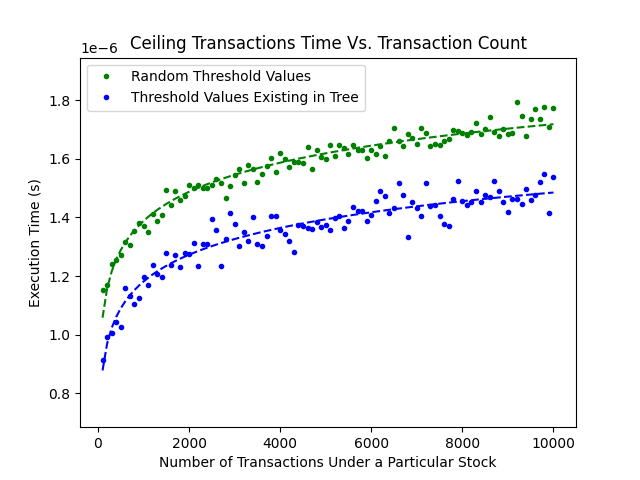 Ceiling Transactions Time Vs. Transaction Count
1e−6
Random Threshold Values
Threshold Values Existing in Tree
1.8
1.6
1.4
1.2
1.0
0.8
Execution Time (s)
0 2000 4000 6000 8000 10000
Number of Transactions Under a Particular Stock